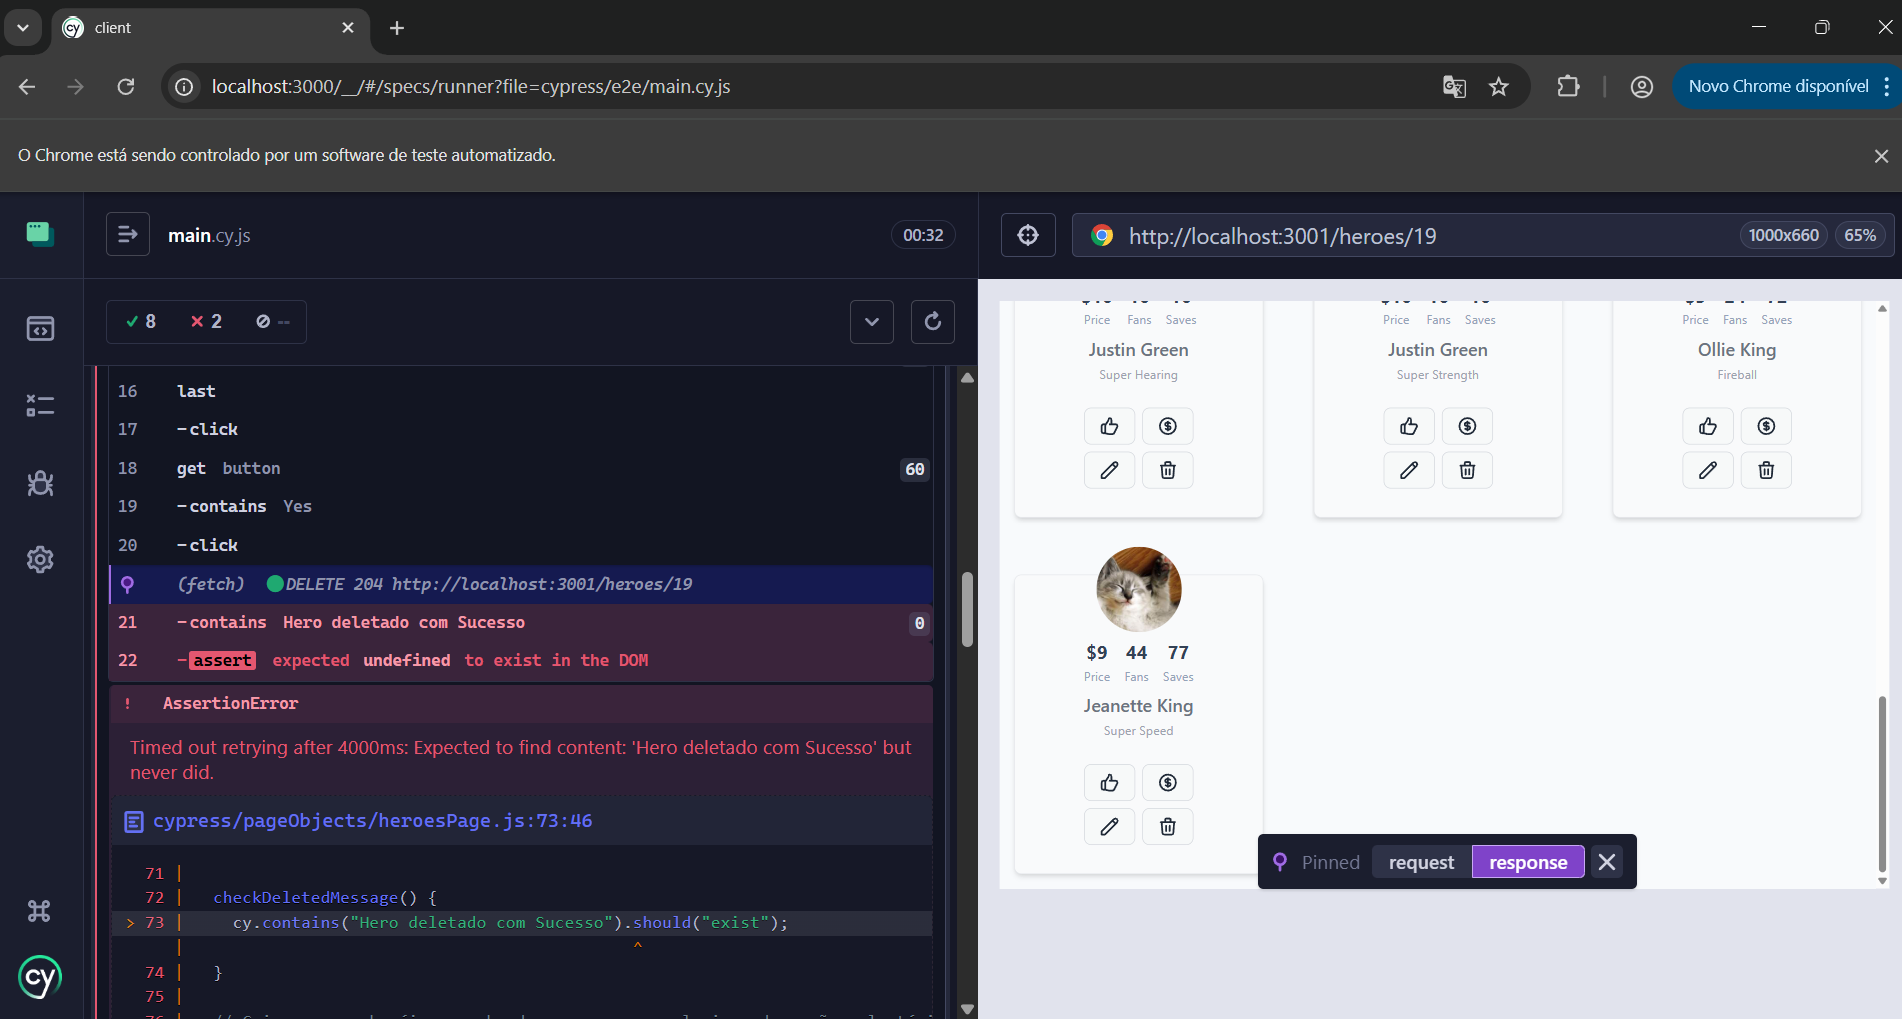 client
localhost:3000/__/#/specs/runner?file=cypress/e2e/main.cy.js
Novo Chrome disponível
O Chrome está sendo controlado por um software de teste automatizado.
main.cy.js
00:32
http://localhost:3001/heroes/19
1000x660
65%
8
2
--
16 last
17 -click
18 get button 60
19 -contains Yes
20 -click
(fetch) DELETE 204 http://localhost:3001/heroes/19
21 -contains Hero deletado com Sucesso 0
22 -assert expected undefined to exist in the DOM
! AssertionError
Timed out retrying after 4000ms: Expected to find content: 'Hero deletado com Sucesso' but
never did.
cypress/pageObjects/heroesPage.js:73:46
71 |
72 | checkDeletedMessage() {
> 73 | cy.contains("Hero deletado com Sucesso").should("exist");
| ^
74 | }
75 |
Price Fans Saves
Justin Green
Super Hearing
Price Fans Saves
Justin Green
Super Strength
Price Fans Saves
Ollie King
Fireball
$9 44 77
Price Fans Saves
Jeanette King
Super Speed
Pinned request response
cy